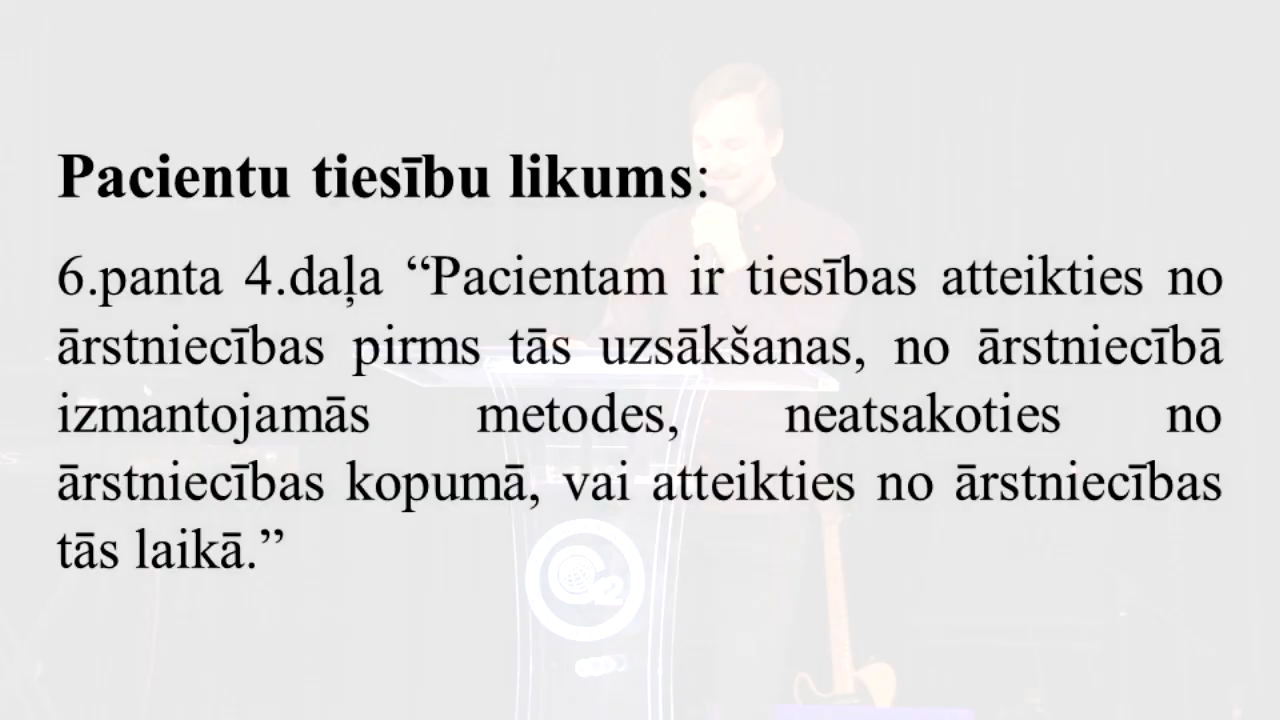 Pacientu tiesību likums:
6.panta 4.daļa “Pacientam ir tiesības atteikties no
ārstniecības pirms tās uzsākšanas, no ārstniecībā
izmantojamās metodes, neatsakoties no
ārstniecības kopumā, vai atteikties no ārstniecības
tās laikā.”
G12